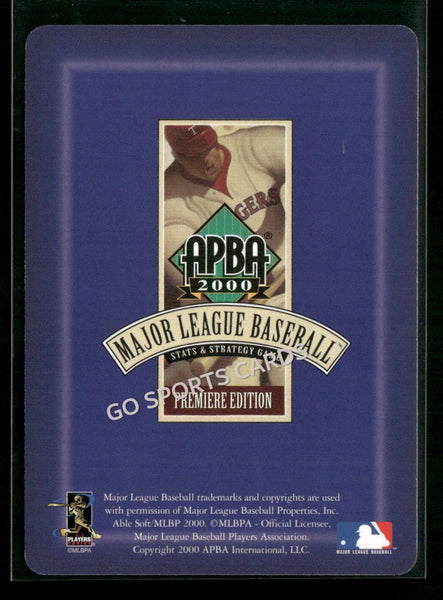 T
GERS
APBA®
2000
MAJOR LEAGUE BASEBALL™
STATS & STRATEGY GAME
GO SPORTS CARDS
PREMIERE EDITION
Major League Baseball trademarks and copyrights are used
with permission of Major League Baseball Properties, Inc.
Able Soft/MLBP 2000. ©MLBPA - Official Licensee,
Major League Baseball Players Association.
Copyright 2000 APBA International, LLC.
PLAYERS
CHOICE
©MLBPA
MAJOR LEAGUE BASEBALL